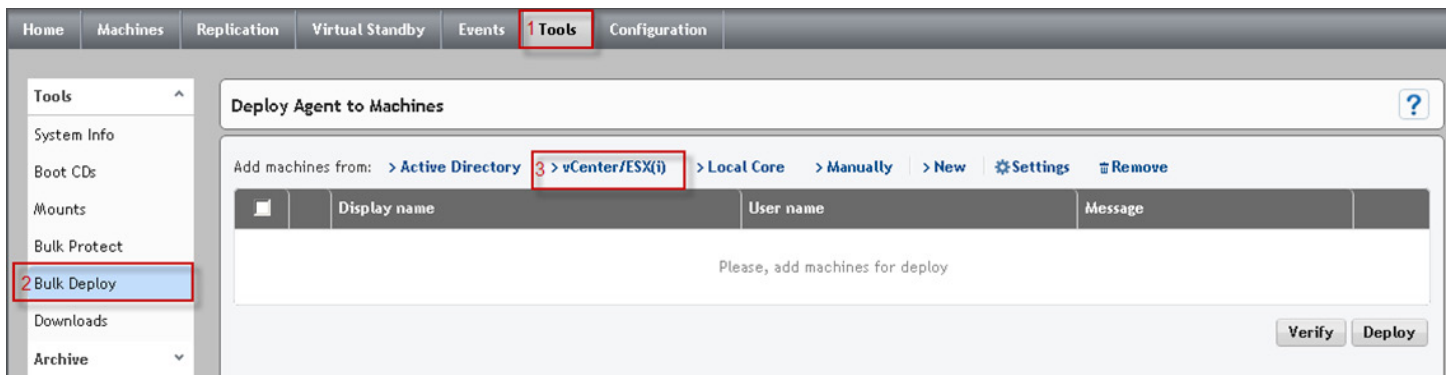 Home Machines Replication Virtual Standby Events 1 Tools Configuration
Tools
System Info
Boot CDs
Mounts
Bulk Protect
2 Bulk Deploy
Downloads
Archive
Deploy Agent to Machines ?
Add machines from: > Active Directory 3 > vCenter/ESX(i) > Local Core > Manually > New Settings Remove
Display name User name Message
Please, add machines for deploy
Verify Deploy